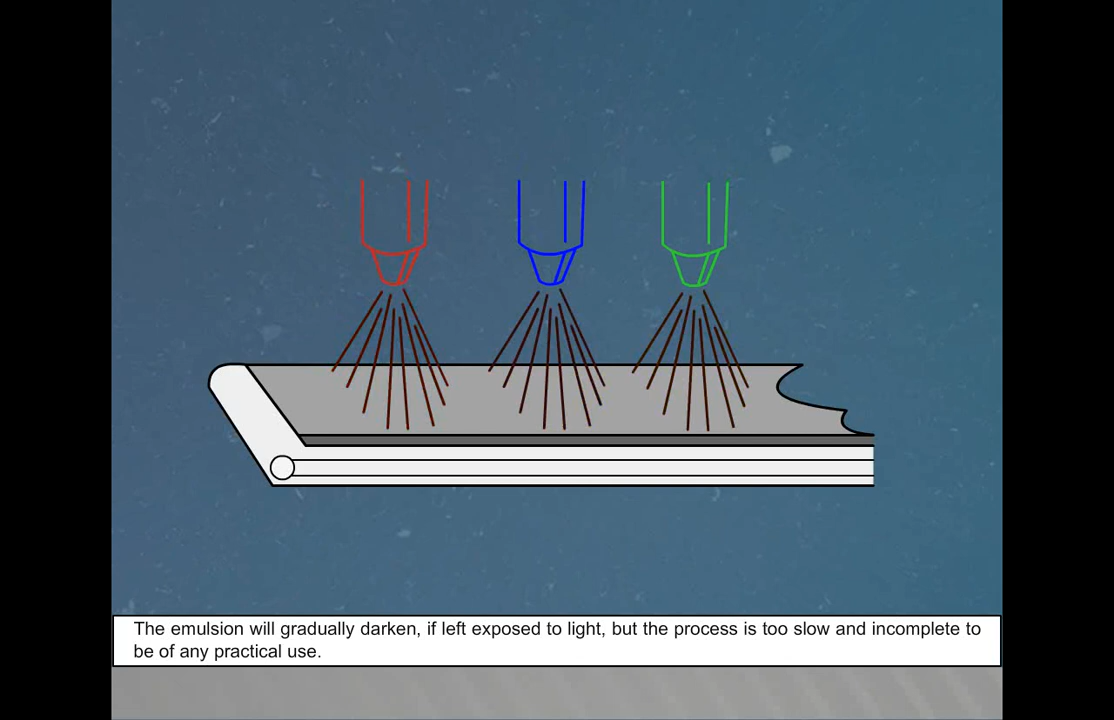 The emulsion will gradually darken, if left exposed to light, but the process is too slow and incomplete to
be of any practical use.